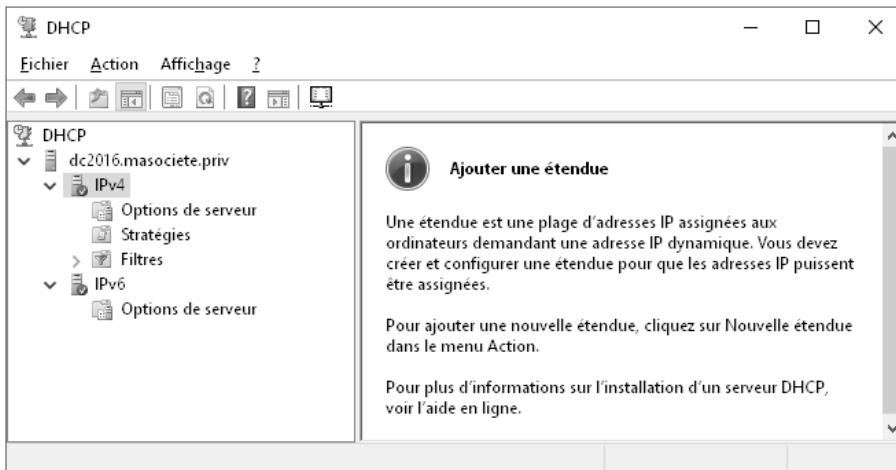 DHCP
Fichier Action Affichage ?
DHCP
dc2016.masociete.priv
IPv4
Options de serveur
Stratégies
Filtres
IPv6
Options de serveur
Ajouter une étendue
Une étendue est une plage d'adresses IP assignées aux
ordinateurs demandant une adresse IP dynamique. Vous devez
créer et configurer une étendue pour que les adresses IP puissent
être assignées.
Pour ajouter une nouvelle étendue, cliquez sur Nouvelle étendue
dans le menu Action.
Pour plus d'informations sur l'installation d'un serveur DHCP,
voir l'aide en ligne.